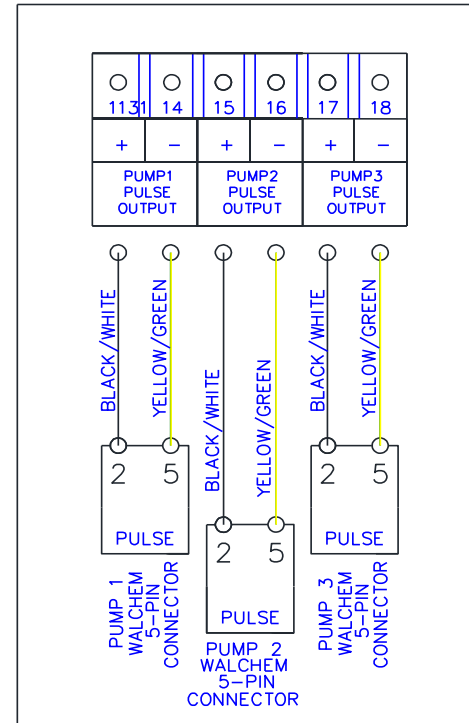 1131 14 15 16 17 18
+ - + - + -
PUMP1
PULSE
OUTPUT
PUMP2
PULSE
OUTPUT
PUMP3
PULSE
OUTPUT
BLACK/WHITE
YELLOW/GREEN
BLACK/WHITE
YELLOW/GREEN
BLACK/WHITE
YELLOW/GREEN
2 5
PULSE
PUMP 1
WALCHEM
5-PIN
CONNECTOR
2 5
PULSE
PUMP 2
WALCHEM
5-PIN
CONNECTOR
2 5
PULSE
PUMP 3
WALCHEM
5-PIN
CONNECTOR